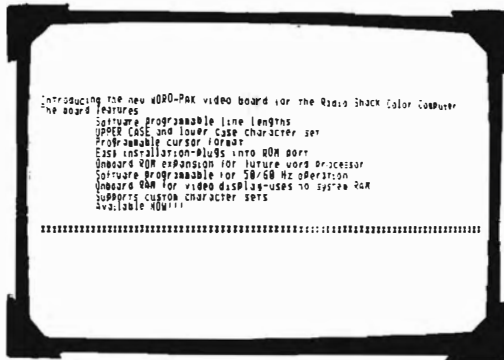 Introducing the new WORD-PAK video board for the Radio Shack Color Computer
The board features
Software programmable line lengths
UPPER CASE and lower case character set
Programmable cursor format
Easy installation-plugs into ROM port
Onboard ROM expansion for future word processor
Software programmable for 50/60 Hz operation
Onboard RAM for video display-uses no system RAM
Supports custom character sets
Available NOW!!!